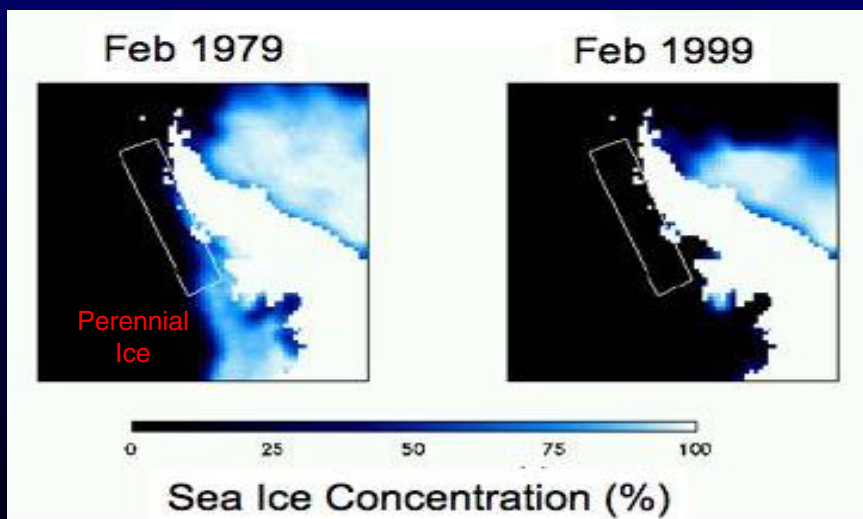 Feb 1979
Feb 1999
Perennial
Ice
0 25 50 75 100
Sea Ice Concentration (%)